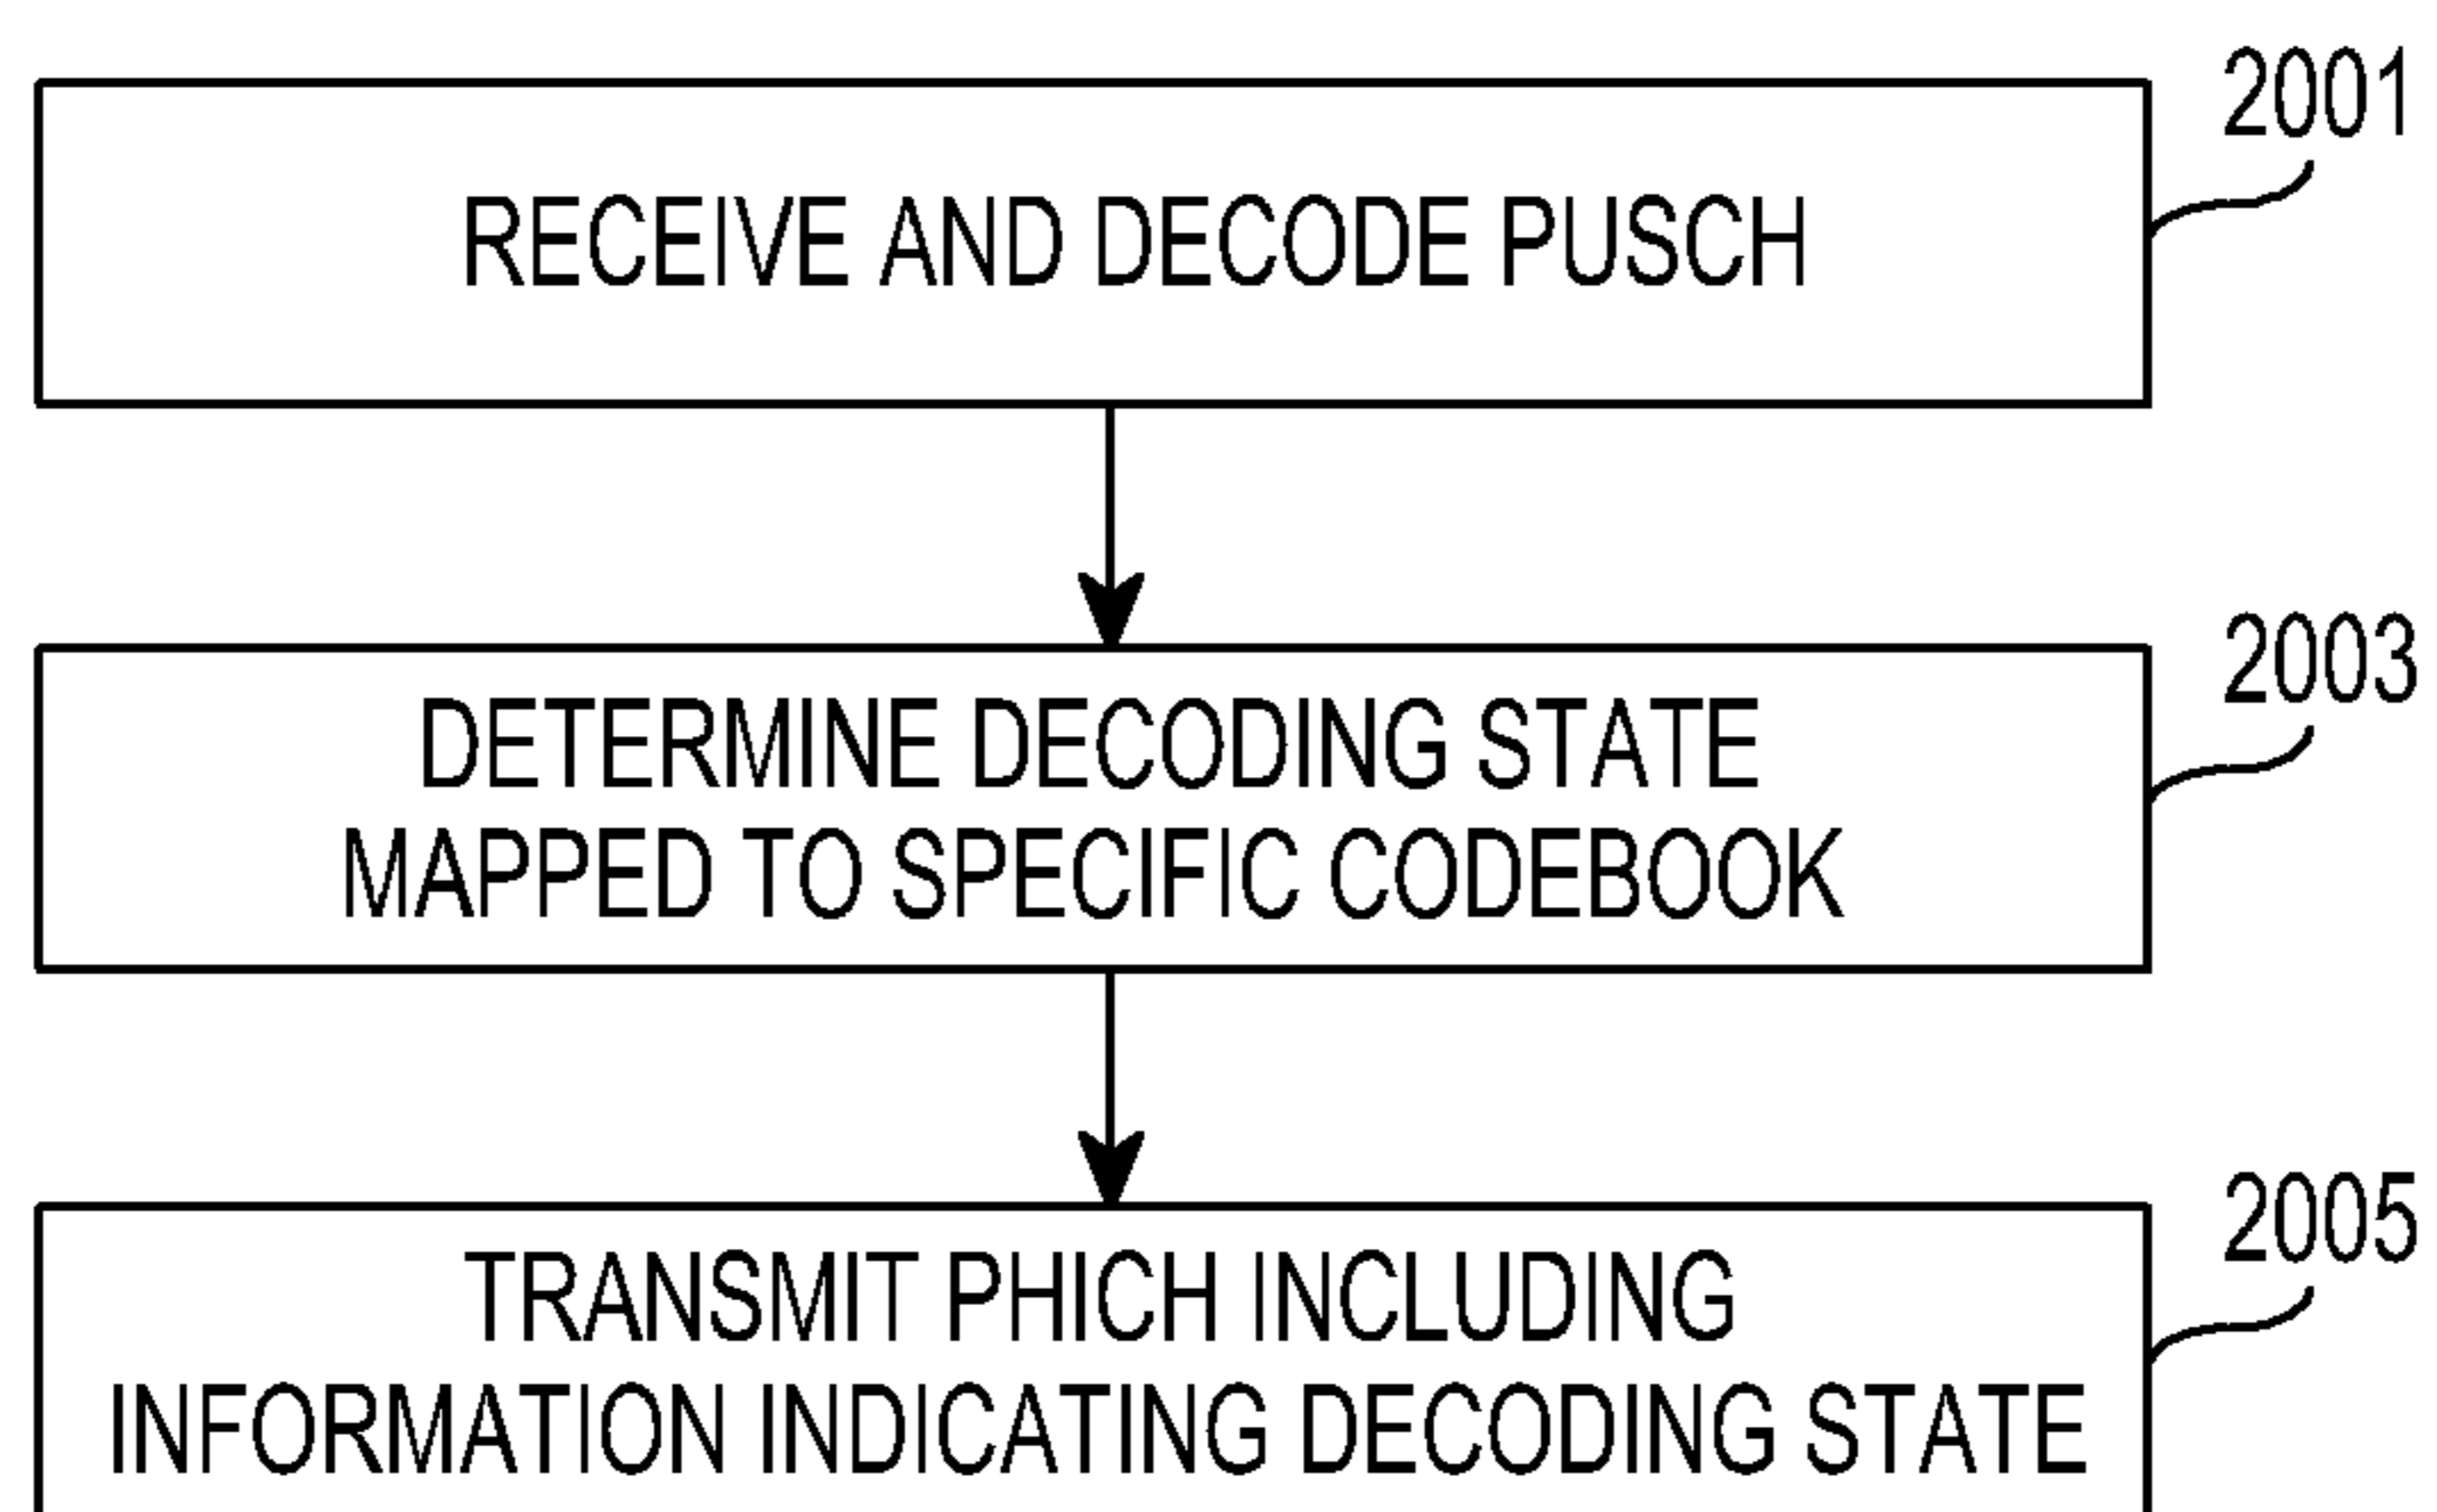 2001
RECEIVE AND DECODE PUSCH
2003
DETERMINE DECODING STATE
MAPPED TO SPECIFIC CODEBOOK
2005
TRANSMIT PHICH INCLUDING
INFORMATION INDICATING DECODING STATE